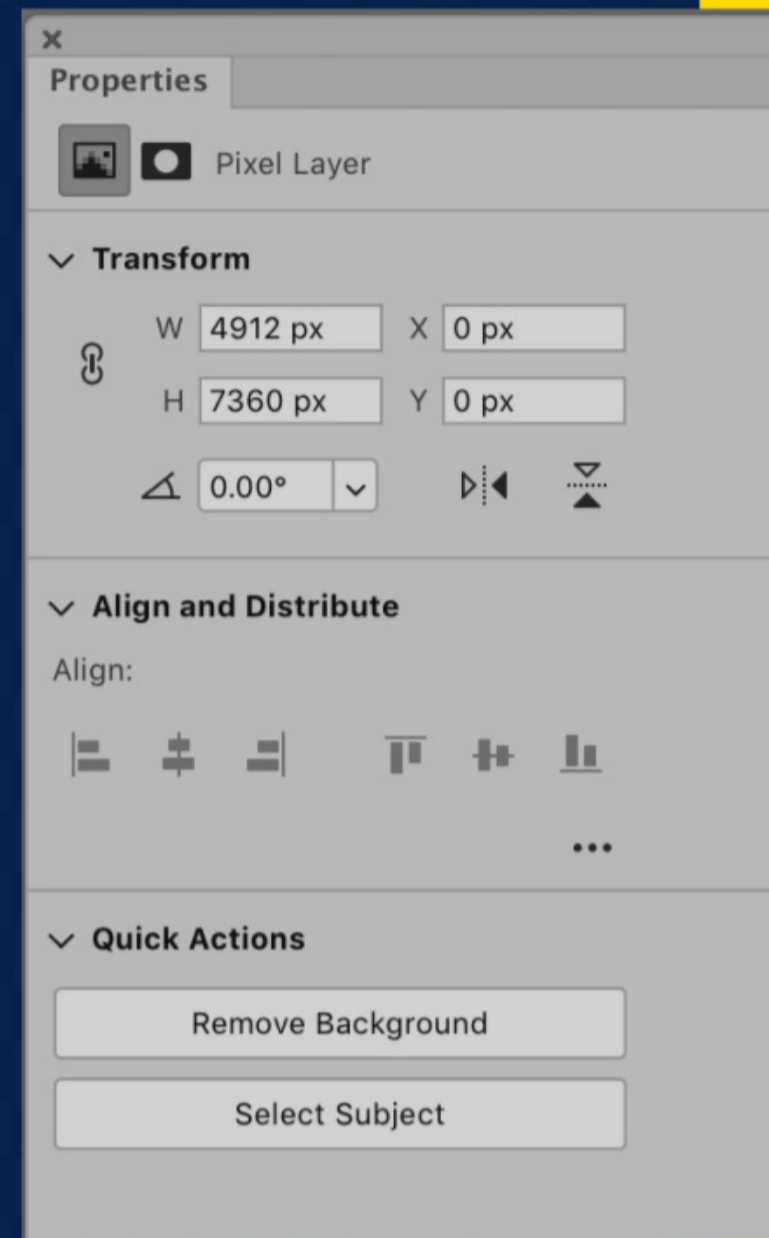 Properties
Pixel Layer
Transform
W 4912 px X 0 px
H 7360 px Y 0 px
0.00°
Align and Distribute
Align:
Quick Actions
Remove Background
Select Subject